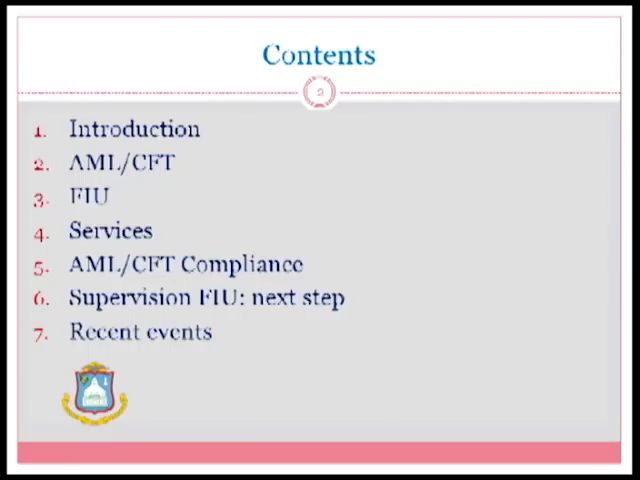 Contents
2
1. Introduction
2. AML/CFT
3. FIU
4. Services
5. AML/CFT Compliance
6. Supervision FIU: next step
7. Recent events